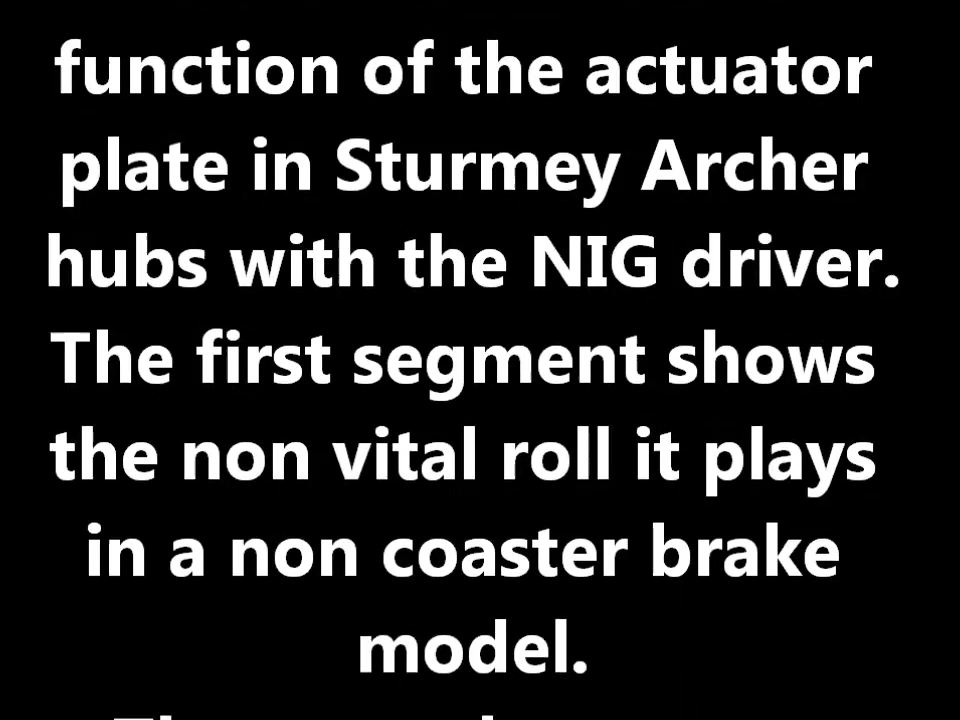 function of the actuator
plate in Sturmey Archer
hubs with the NIG driver.
The first segment shows
the non vital roll it plays
in a non coaster brake
model.